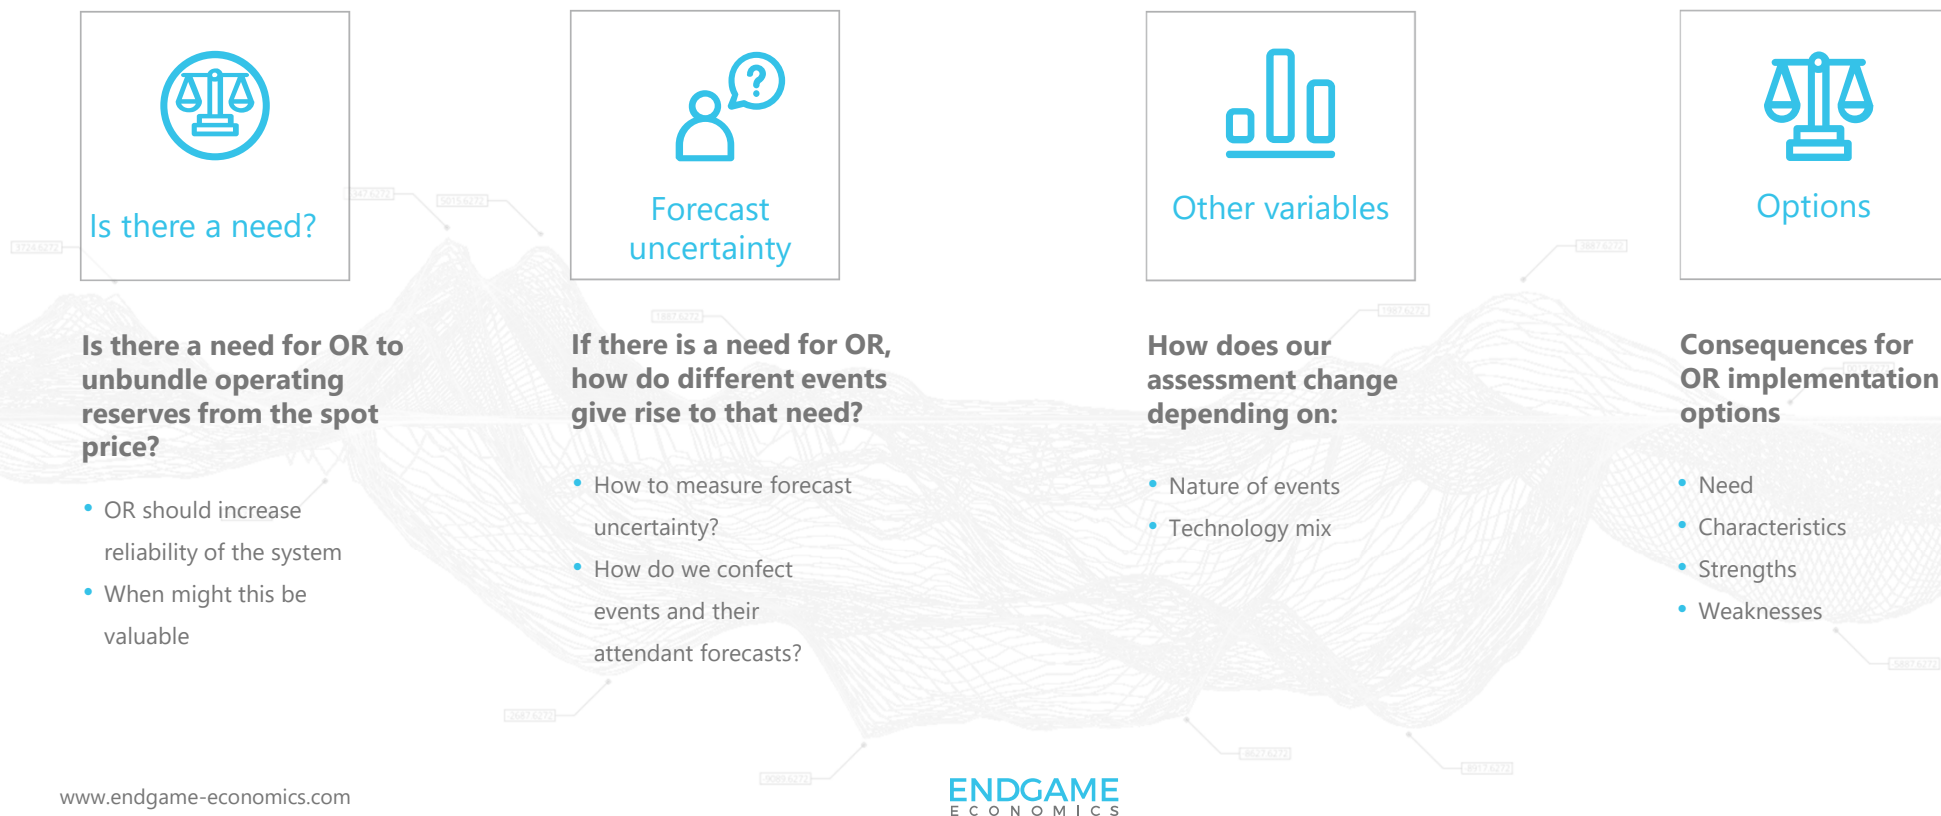 Is there a need?
Is there a need for OR to
unbundle operating
reserves from the spot
price?
• OR should increase
reliability of the system
• When might this be
valuable
Forecast
uncertainty
If there is a need for OR,
how do different events
give rise to that need?
• How to measure forecast
uncertainty?
• How do we confect
events and their
attendant forecasts?
Other variables
How does our
assessment change
depending on:
• Nature of events
• Technology mix
Options
Consequences for
OR implementation
options
• Need
• Characteristics
• Strengths
• Weaknesses
www.endgame-economics.com
ENDGAME
ECONOMICS